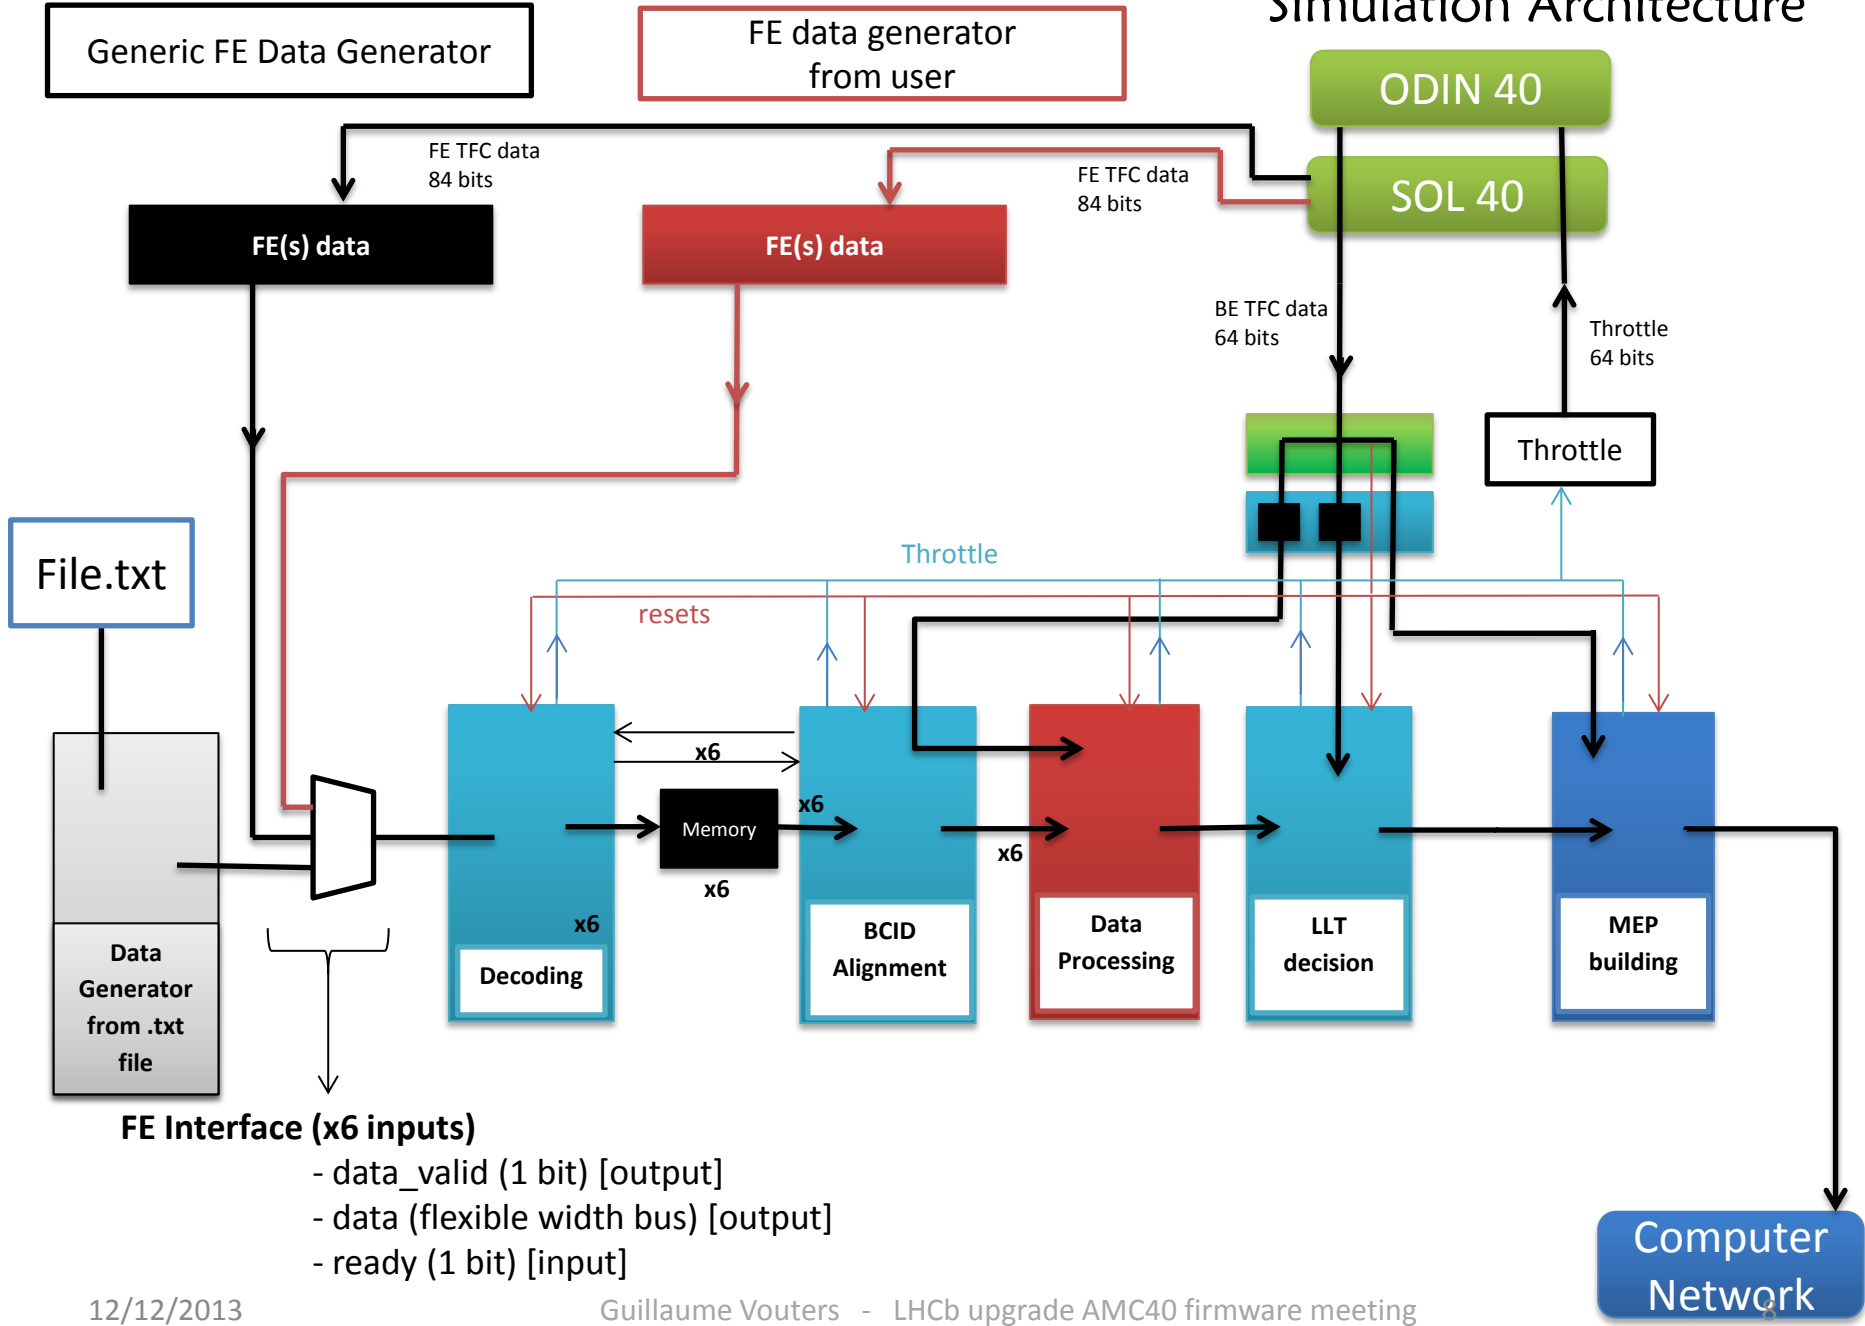 Simulation Architecture
Generic FE Data Generator
FE data generator
from user
ODIN 40
SOL 40
FE TFC data
84 bits
FE TFC data
84 bits
FE(s) data
FE(s) data
BE TFC data
64 bits
Throttle
64 bits
Throttle
File.txt
Throttle
resets
x6
Memory
x6
x6
x6
x6
Decoding
BCID
Alignment
Data
Processing
LLT
decision
MEP
building
Data
Generator
from .txt
file
FE Interface (x6 inputs)
- data_valid (1 bit) [output]
- data (flexible width bus) [output]
- ready (1 bit) [input]
Computer
Network
12/12/2013
Guillaume Vouters - LHCb upgrade AMC40 firmware meeting
8